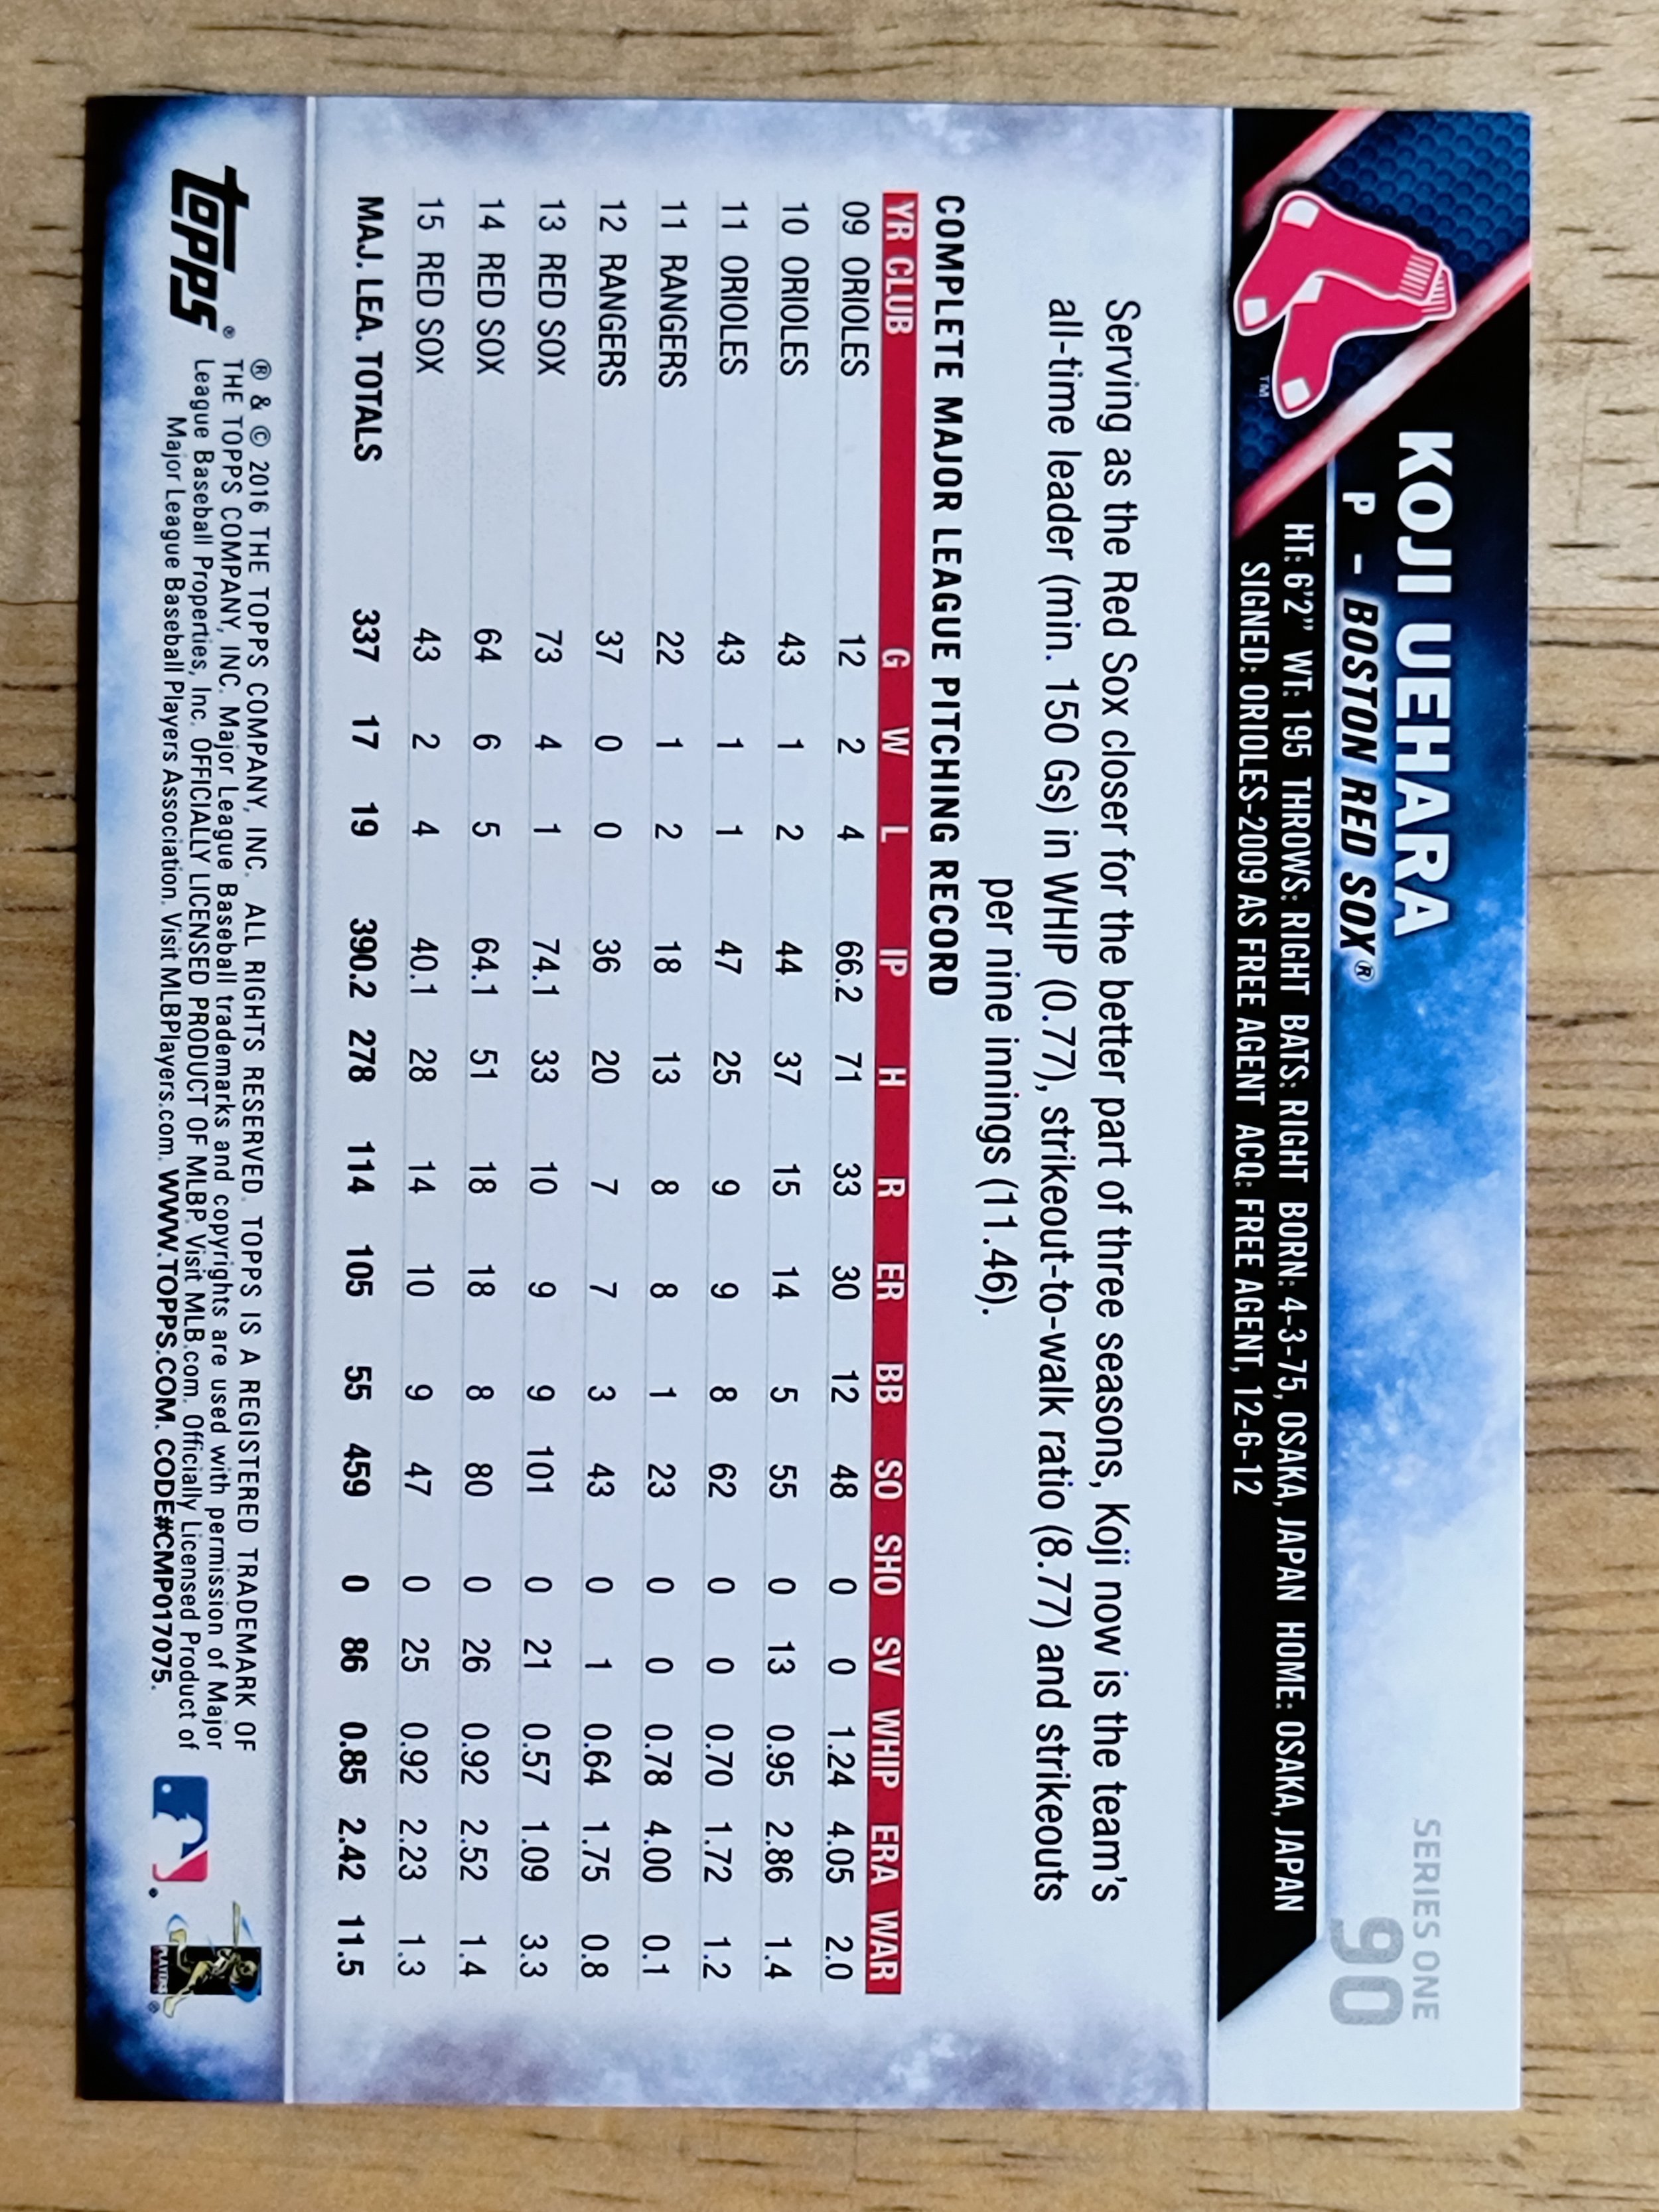 KOJI UEHARA
P - BOSTON RED SOX®
SERIES ONE
90
TM
HT: 6'2" WT: 195 THROWS: RIGHT BATS: RIGHT BORN: 4-3-75, OSAKA, JAPAN HOME: OSAKA, JAPAN
SIGNED: ORIOLES-2009 AS FREE AGENT ACQ: FREE AGENT, 12-6-12
Serving as the Red Sox closer for the better part of three seasons, Koji now is the team's
all-time leader (min. 150 Gs) in WHIP (0.77), strikeout-to-walk ratio (8.77) and strikeouts
per nine innings (11.46).
COMPLETE MAJOR LEAGUE PITCHING RECORD
YR CLUB G W L IP H R ER BB SO SHO SV WHIP ERA WAR
09 ORIOLES 12 2 4 66.2 71 33 30 12 48 0 0 1.24 4.05 2.0
10 ORIOLES 43 1 2 44 37 15 14 5 55 0 13 0.95 2.86 1.4
11 ORIOLES 43 1 1 47 25 9 9 8 62 0 0 0.70 1.72 1.2
11 RANGERS 22 1 2 18 13 8 8 1 23 0 0 0.78 4.00 0.1
12 RANGERS 37 0 0 36 20 7 7 3 43 0 1 0.64 1.75 0.8
13 RED SOX 73 4 1 74.1 33 10 9 9 101 0 21 0.57 1.09 3.3
14 RED SOX 64 6 5 64.1 51 18 18 8 80 0 26 0.92 2.52 1.4
15 RED SOX 43 2 4 40.1 28 14 10 9 47 0 25 0.92 2.23 1.3
MAJ. LEA. TOTALS 337 17 19 390.2 278 114 105 55 459 0 86 0.85 2.42 11.5
topps®
® & © 2016 THE TOPPS COMPANY, INC. ALL RIGHTS RESERVED. TOPPS IS A REGISTERED TRADEMARK OF
THE TOPPS COMPANY, INC. Major League Baseball trademarks and copyrights are used with permission of Major
League Baseball Properties, Inc. OFFICIALLY LICENSED PRODUCT OF MLBP. Visit MLB.com. Officially Licensed Product of
Major League Baseball Players Association. Visit MLBPlayers.com. WWW.TOPPS.COM. CODE#CMP017075.
PLAYERS
®